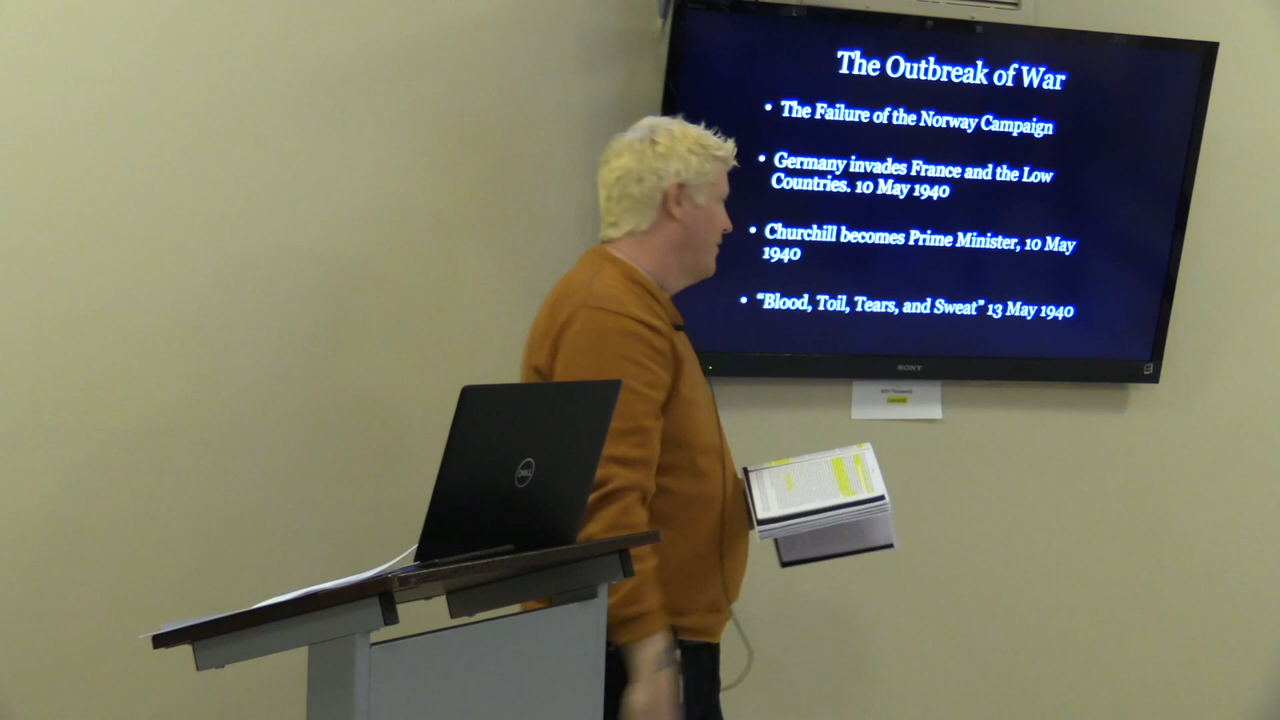 The Outbreak of War
• The Failure of the Norway Campaign
• Germany invades France and the Low
Countries. 10 May 1940
• Churchill becomes Prime Minister, 10 May
1940
• “Blood, Toil, Tears, and Sweat” 13 May 1940
SONY
DELL